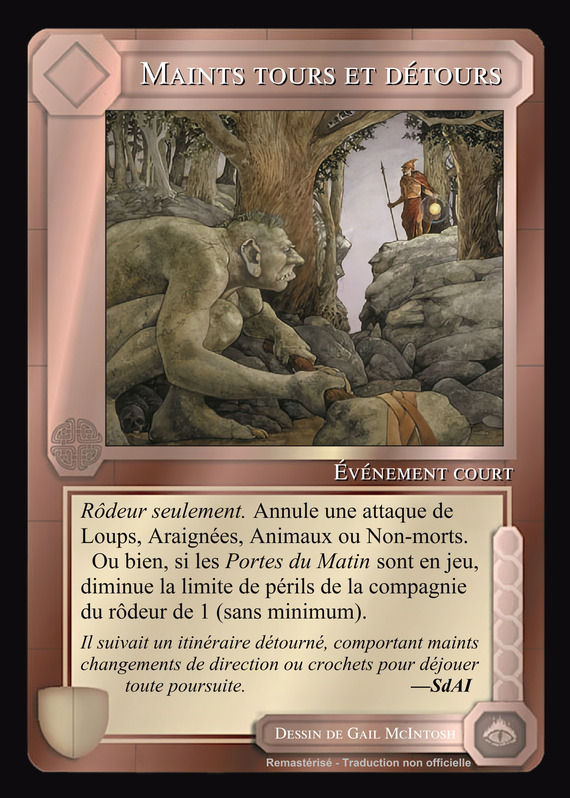 Maints tours et détours
Événement court
Rôdeur seulement. Annule une attaque de
Loups, Araignées, Animaux ou Non-morts.
Ou bien, si les Portes du Matin sont en jeu,
diminue la limite de périls de la compagnie
du rôdeur de 1 (sans minimum).
Il suivait un itinéraire détourné, comportant maints
changements de direction ou crochets pour déjouer
toute poursuite. —SdAI
Dessin de Gail McIntosh
Remastérisé - Traduction non officielle